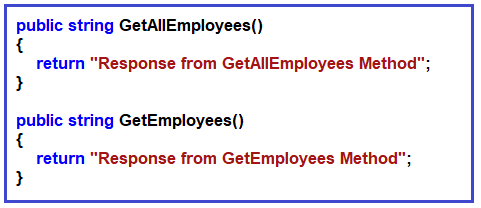 public string GetAllEmployees()
{
return "Response from GetAllEmployees Method";
}
public string GetEmployees()
{
return "Response from GetEmployees Method";
}